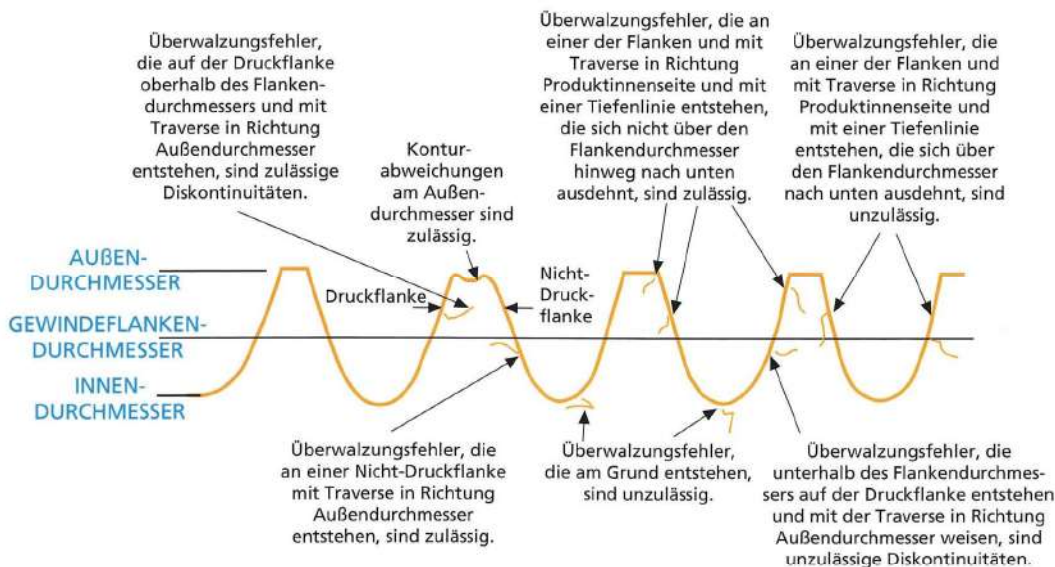 Überwalzungsfehler,
die auf der Druckflanke
oberhalb des Flanken-
durchmessers und mit
Traverse in Richtung
Außendurchmesser
entstehen, sind zulässige
Diskontinuitäten.
Kontur-
abweichungen
am Außen-
durchmesser sind
zulässig.
Überwalzungsfehler, die an
einer der Flanken und mit
Traverse in Richtung
Produktinnenseite und mit
einer Tiefenlinie entstehen,
die sich nicht über den
Flankendurchmesser
hinweg nach unten
ausdehnt, sind zulässig.
Überwalzungsfehler, die
an einer der Flanken und
mit Traverse in Richtung
Produktinnenseite und
mit einer Tiefenlinie
entstehen, die sich über
den Flankendurchmesser
nach unten ausdehnt, sind
unzulässig.
AUßEN-
DURCHMESSER
Druckflanke
Nicht-
Druck-
flanke
GEWINDEFLANKEN-
DURCHMESSER
INNEN-
DURCHMESSER
Überwalzungsfehler, die
an einer Nicht-Druckflanke
mit Traverse in Richtung
Außendurchmesser
entstehen, sind zulässig.
Überwalzungsfehler,
die am Grund entstehen,
sind unzulässig.
Überwalzungsfehler, die
unterhalb des Flankendurchmes-
sers auf der Druckflanke entstehen
und mit der Traverse in Richtung
Außendurchmesser weisen, sind
unzulässige Diskontinuitäten.